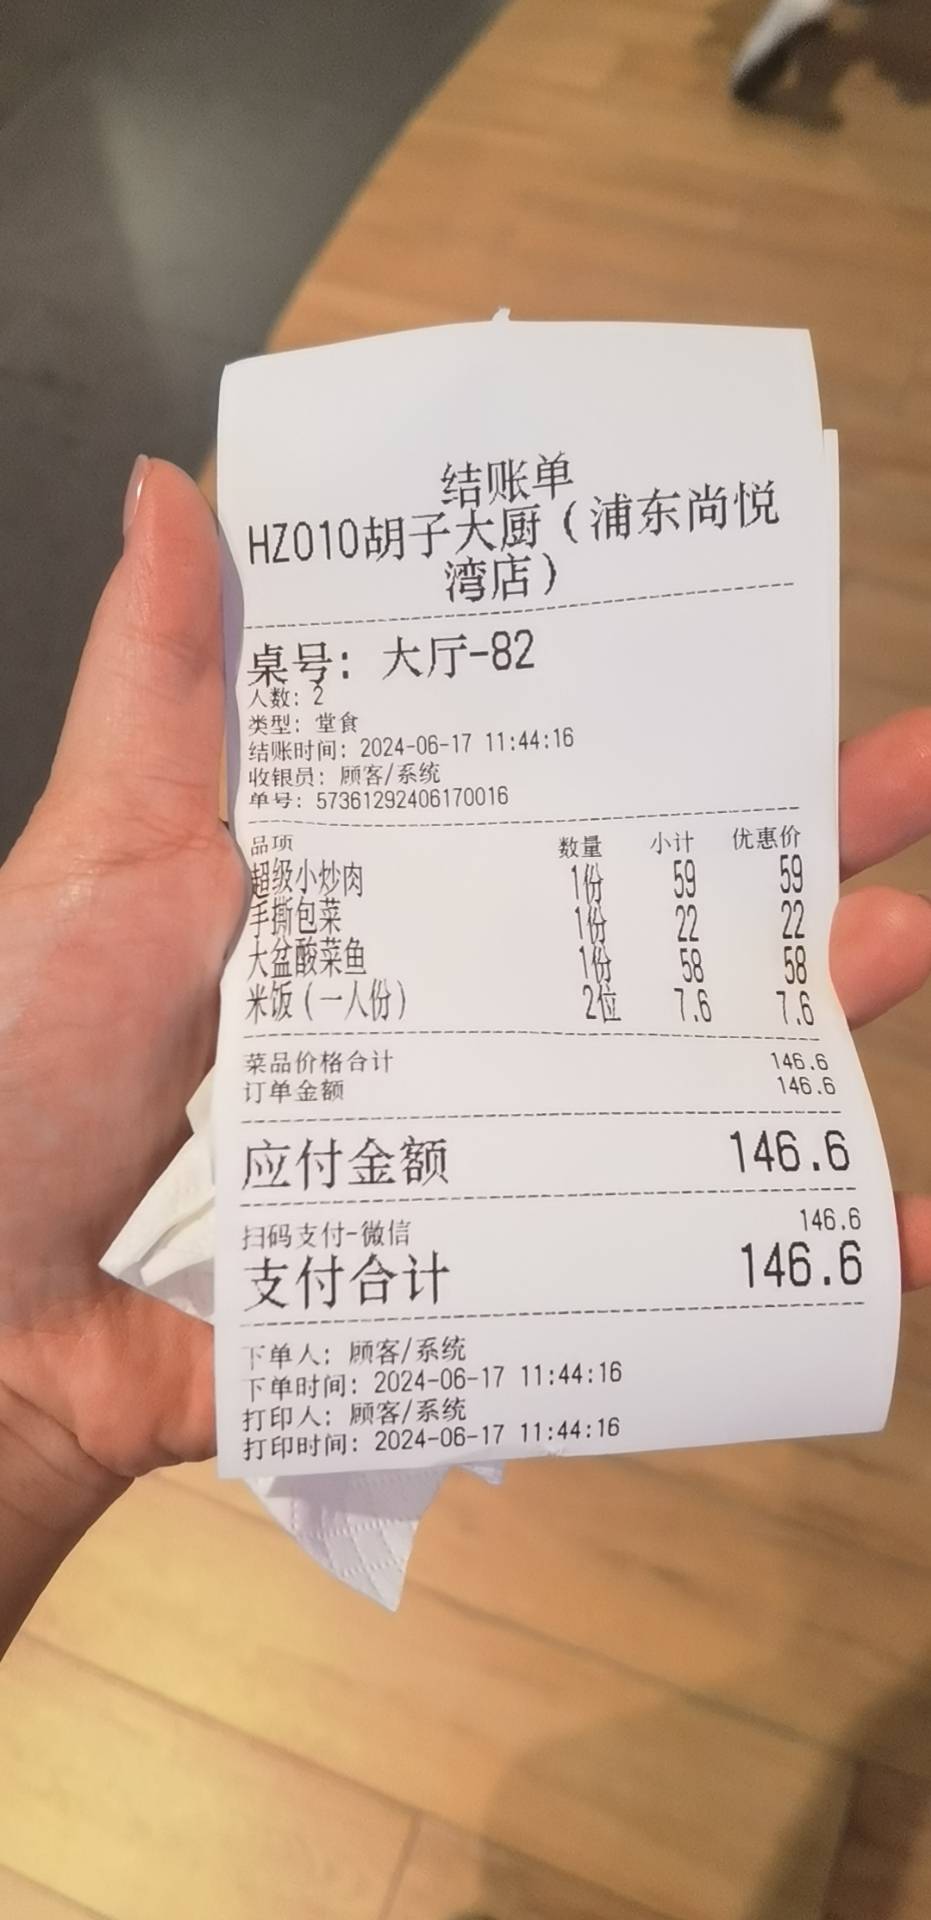 结账单
HZ010胡子大厨（浦东尚悦
湾店）
桌号：大厅-82
人数：2
类型：堂食
结账时间：2024-06-17 11:44:16
收银员：顾客/系统
单号：573612924061700​16
品项 数量 小计 优惠价
超级小炒肉 1份 59 59
手撕包菜 1份 22 22
大盆酸菜鱼 1份 58 58
米饭（一人份） 2位 7.6 7.6
菜品价格合计 146.6
订单金额 146.6
应付金额 146.6
扫码支付-微信 146.6
支付合计 146.6
下单人：顾客/系统
下单时间：2024-06-17 11:44:16
打印人：顾客/系统
打印时间：2024-06-17 11:44:16